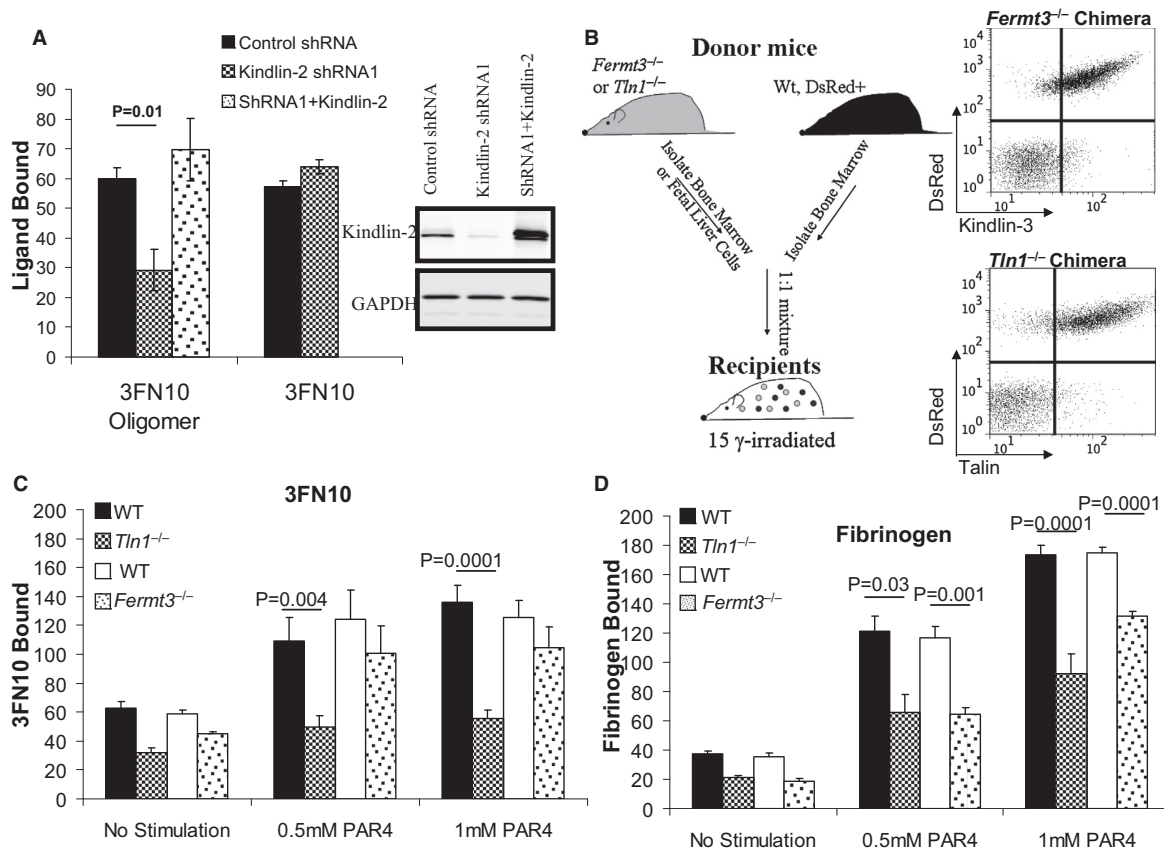 A
Control shRNA
Kindlin-2 shRNA1
ShRNA1+Kindlin-2
P=0.01
Ligand Bound
90
80
70
60
50
40
30
20
10
0
3FN10
Oligomer
3FN10
Control shRNA
Kindlin-2 shRNA1
ShRNA1+Kindlin-2
Kindlin-2
GAPDH
B
Donor mice
Fermt3–/–
or Tln1–/–
Wt, DsRed+
Isolate Bone Marrow
or Fetal Liver Cells
Isolate Bone Marrow
1:1 mixture
Recipients
15 γ-irradiated
Fermt3–/– Chimera
10^4
10^3
10^2
10^1
10^0
10^1
10^2
DsRed
Kindlin-3
Tln1–/– Chimera
10^4
10^3
10^2
10^1
10^0
10^1
10^2
DsRed
Talin
C
3FN10
WT
Tln1–/–
WT
Fermt3–/–
P=0.004
P=0.0001
3FN10 Bound
200
180
160
140
120
100
80
60
40
20
0
No Stimulation
0.5mM PAR4
1mM PAR4
D
Fibrinogen
WT
Tln1–/–
WT
Fermt3–/–
P=0.03
P=0.001
P=0.0001
P=0.0001
Fibrinogen Bound
200
180
160
140
120
100
80
60
40
20
0
No Stimulation
0.5mM PAR4
1mM PAR4